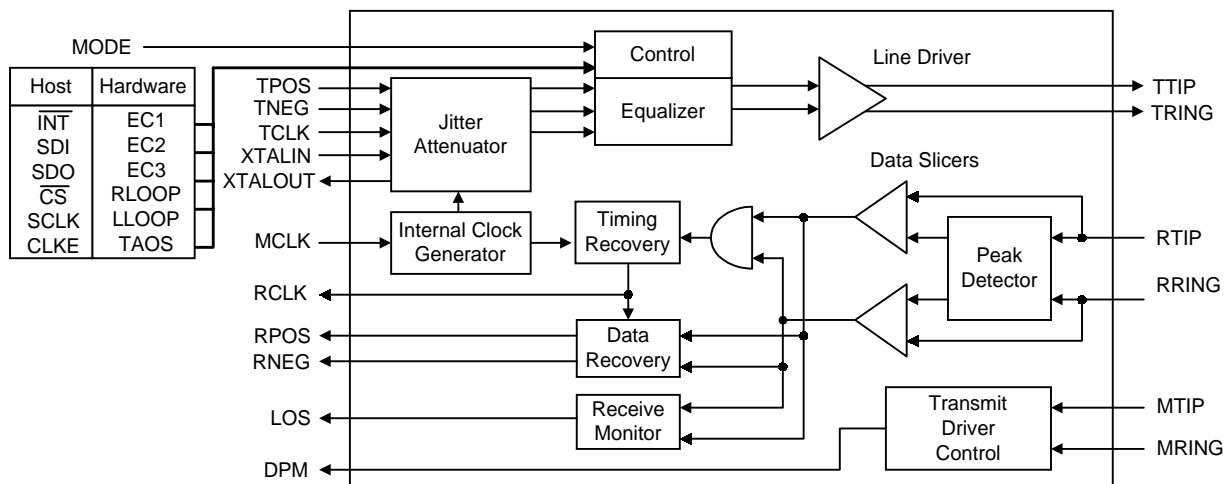 MODE
Host Hardware
INT EC1
SDI EC2
SDO EC3
CS RLOOP
SCLK LLOOP
CLKE TAOS
TPOS
TNEG
TCLK
XTALIN
XTALOUT
MCLK
RCLK
RPOS
RNEG
LOS
DPM
Control
Equalizer
Jitter
Attenuator
Internal Clock
Generator
Timing
Recovery
Data
Recovery
Receive
Monitor
Line Driver
Data Slicers
Peak
Detector
Transmit
Driver
Control
TTIP
TRING
RTIP
RRING
MTIP
MRING